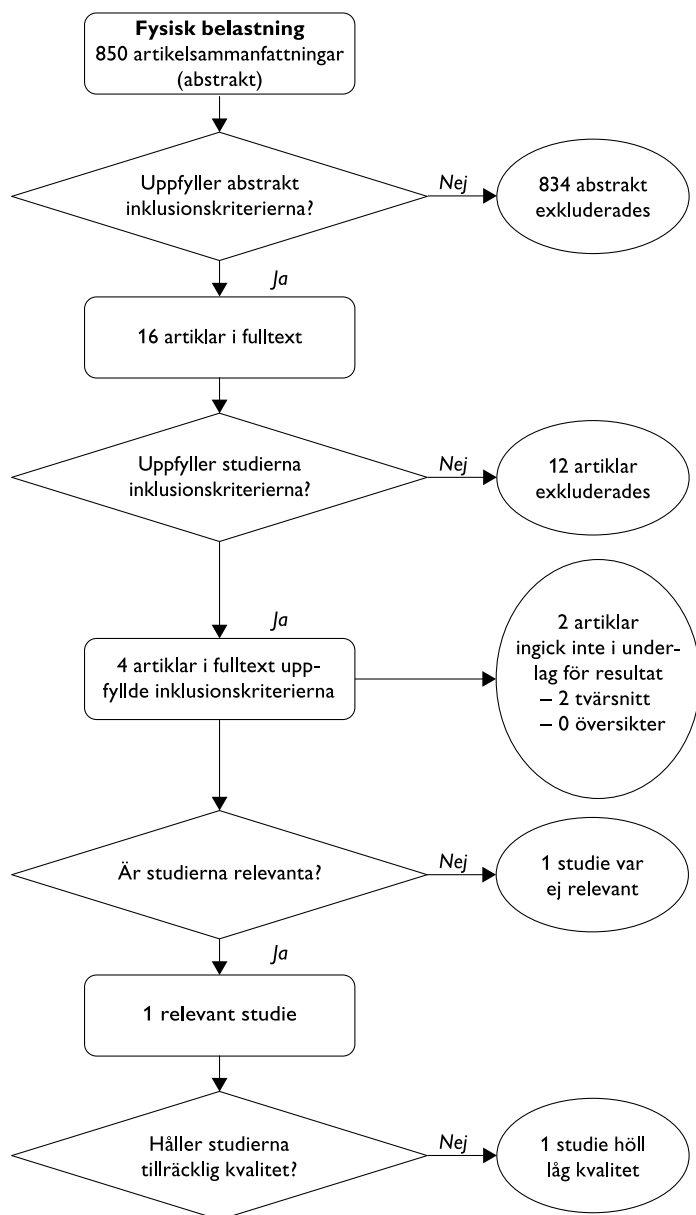 Fysisk belastning
850 artikelsammanfattningar
(abstrakt)
Uppfyller abstrakt
inklusionskriterierna?
Nej
834 abstrakt
exkluderades
Ja
16 artiklar i fulltext
Uppfyller studierna
inklusionskriterierna?
Nej
12 artiklar
exkluderades
Ja
4 artiklar i fulltext upp-
fyllde inklusionskriterierna
2 artiklar
ingick inte i under-
lag för resultat
– 2 tvärsnitt
– 0 översikter
Är studierna relevanta?
Nej
1 studie var
ej relevant
Ja
1 relevant studie
Håller studierna
tillräcklig kvalitet?
Nej
1 studie höll
låg kvalitet